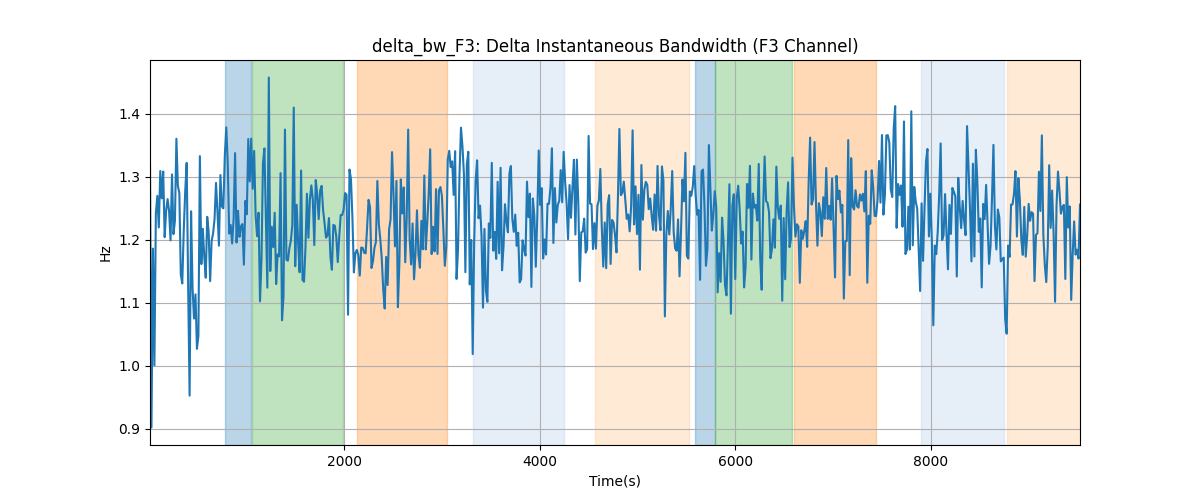 delta_bw_F3: Delta Instantaneous Bandwidth (F3 Channel)
1.4
1.3
1.2
1.1
1.0
0.9
Hz
2000 4000 6000 8000
Time(s)